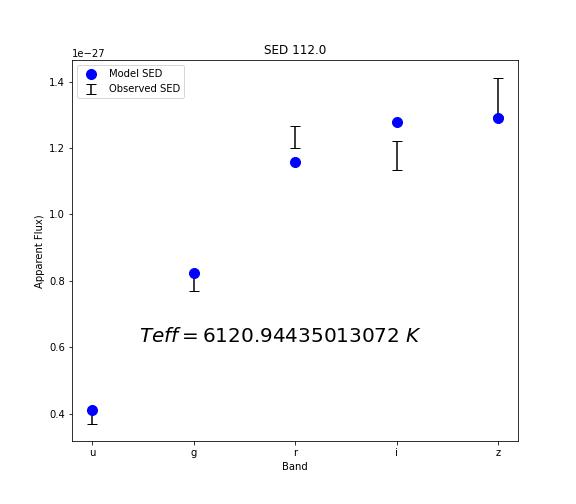 SED 112.0
1e−27
Model SED
Observed SED
1.4
1.2
1.0
0.8
0.6
0.4
Apparent Flux)
Teff = 6120.94435013072 K
u g r i z
Band